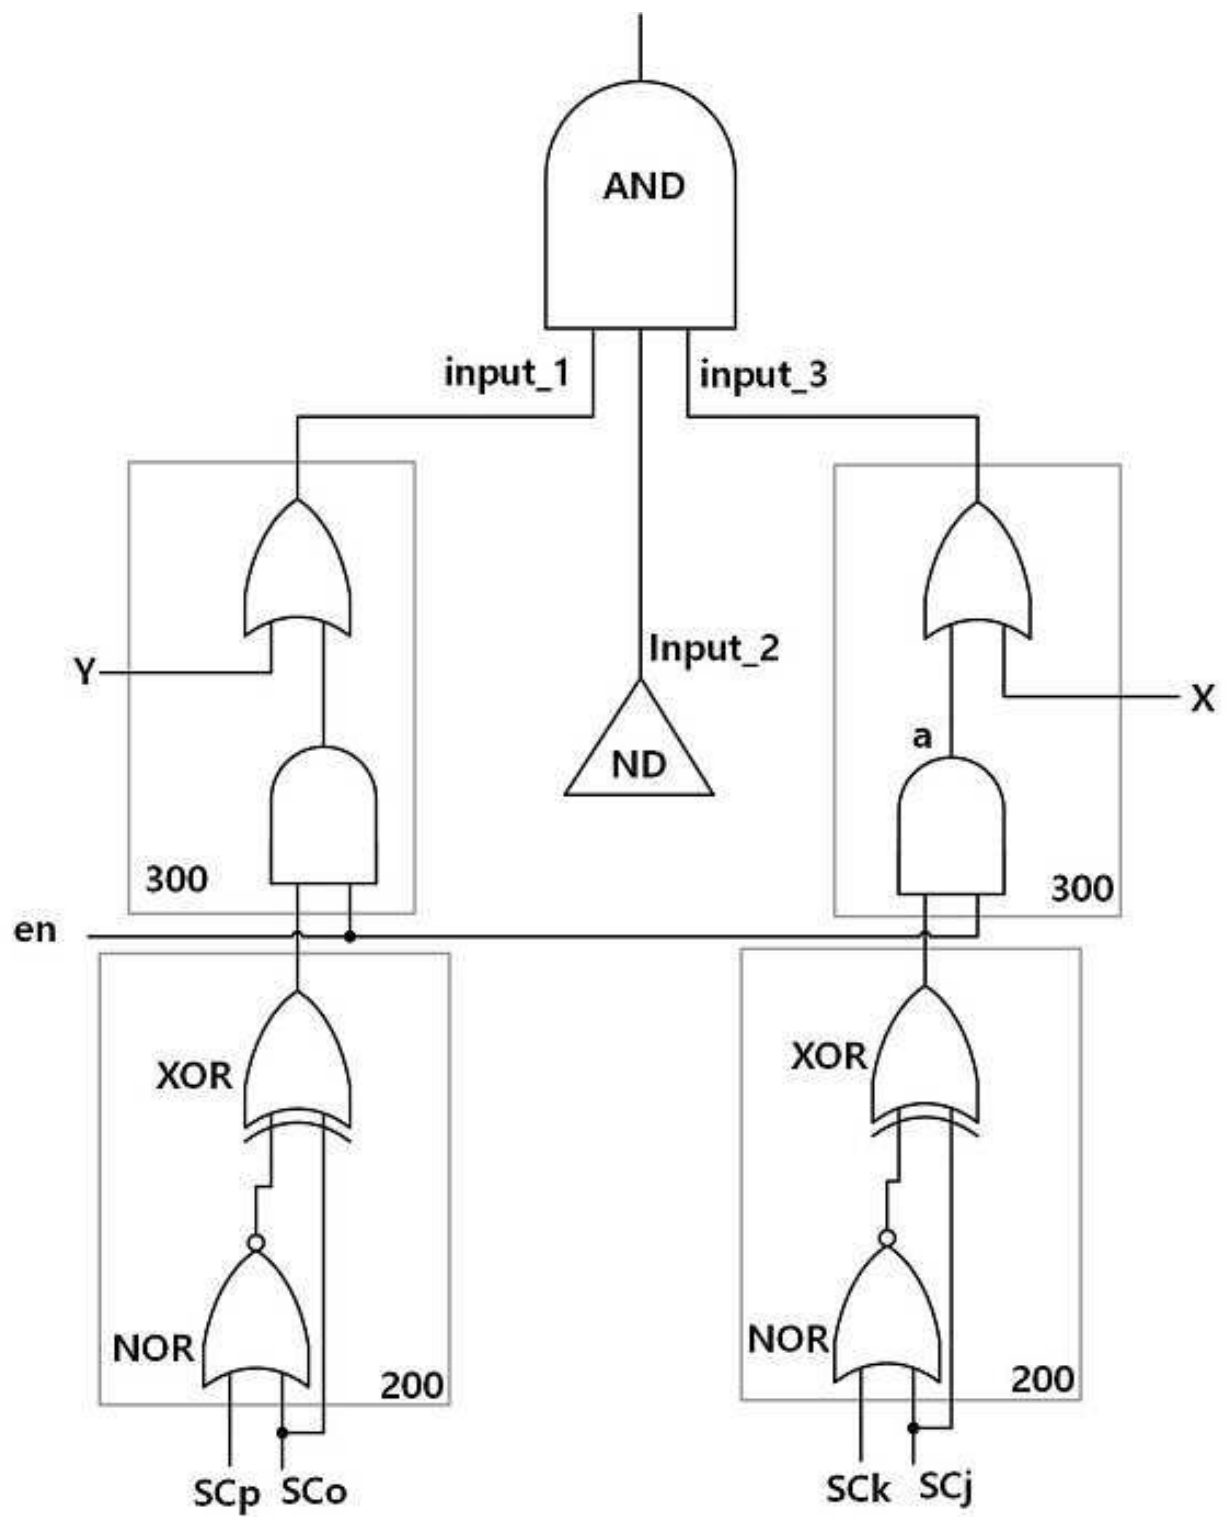 AND
input_1
input_3
Input_2
Y
X
a
ND
300
300
en
XOR
XOR
NOR
NOR
200
200
SCp
SCo
SCk
SCj